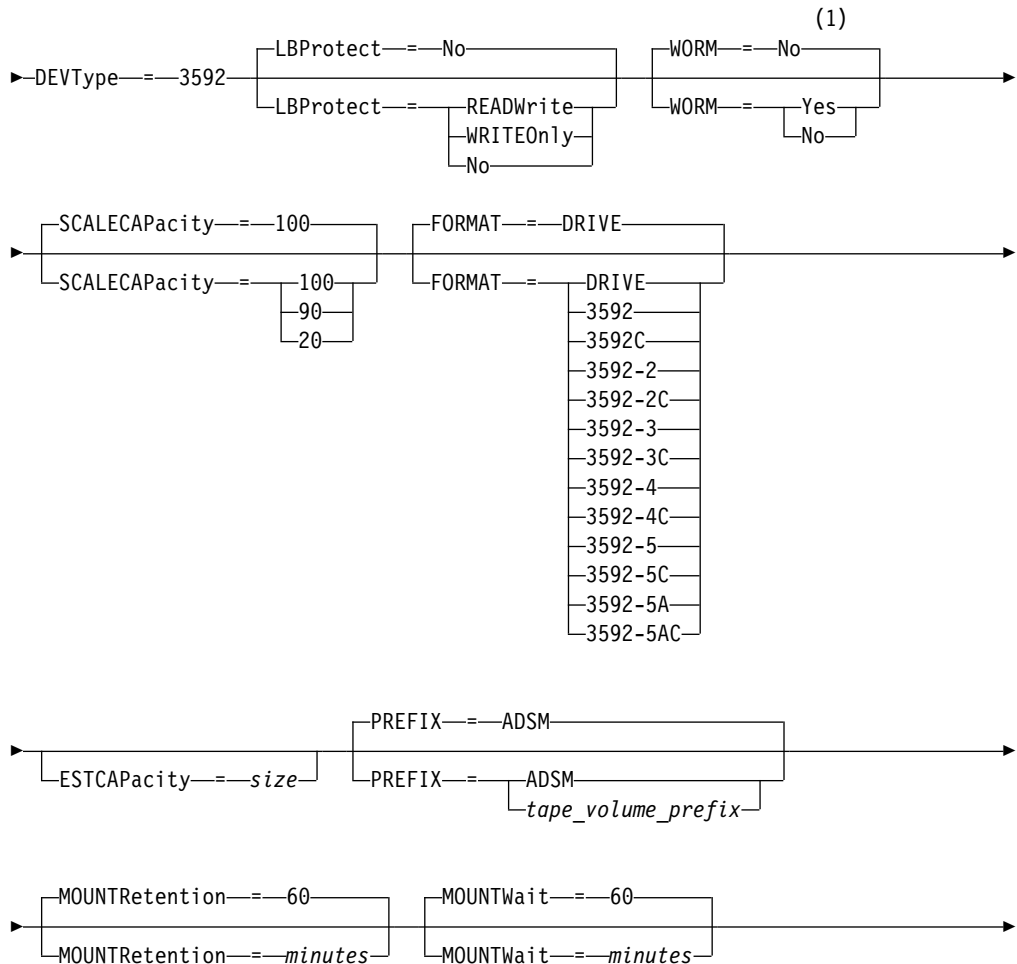 (1)
LBProtect = No WORM = No
DEVType = 3592
LBProtect = READWrite WORM = Yes
WRITEOnly No
No
SCALECAPacity = 100 FORMAT = DRIVE
SCALECAPacity = 100 FORMAT = DRIVE
90 3592
20 3592C
3592-2
3592-2C
3592-3
3592-3C
3592-4
3592-4C
3592-5
3592-5C
3592-5A
3592-5AC
PREFIX = ADSM
ESTCAPacity = size PREFIX = ADSM
tape_volume_prefix
MOUNTRetention = 60 MOUNTWait = 60
MOUNTRetention = minutes MOUNTWait = minutes